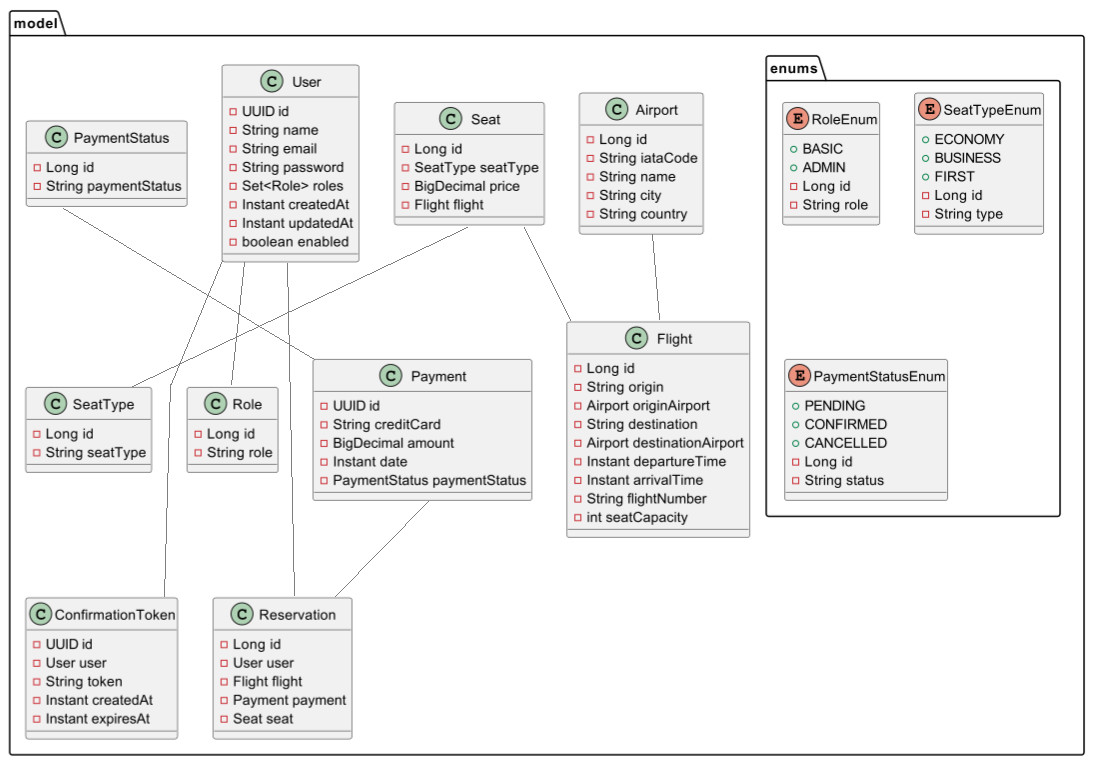 model
C PaymentStatus
Long id
String paymentStatus
C User
UUID id
String name
String email
String password
Set<Role> roles
Instant createdAt
Instant updatedAt
boolean enabled
C Seat
Long id
SeatType seatType
BigDecimal price
Flight flight
C Airport
Long id
String iataCode
String name
String city
String country
enums
E RoleEnum
BASIC
ADMIN
Long id
String role
E SeatTypeEnum
ECONOMY
BUSINESS
FIRST
Long id
String type
E PaymentStatusEnum
PENDING
CONFIRMED
CANCELLED
Long id
String status
C SeatType
Long id
String seatType
C Role
Long id
String role
C Payment
UUID id
String creditCard
BigDecimal amount
Instant date
PaymentStatus paymentStatus
C Flight
Long id
String origin
Airport originAirport
String destination
Airport destinationAirport
Instant departureTime
Instant arrivalTime
String flightNumber
int seatCapacity
C ConfirmationToken
UUID id
User user
String token
Instant createdAt
Instant expiresAt
C Reservation
Long id
User user
Flight flight
Payment payment
Seat seat